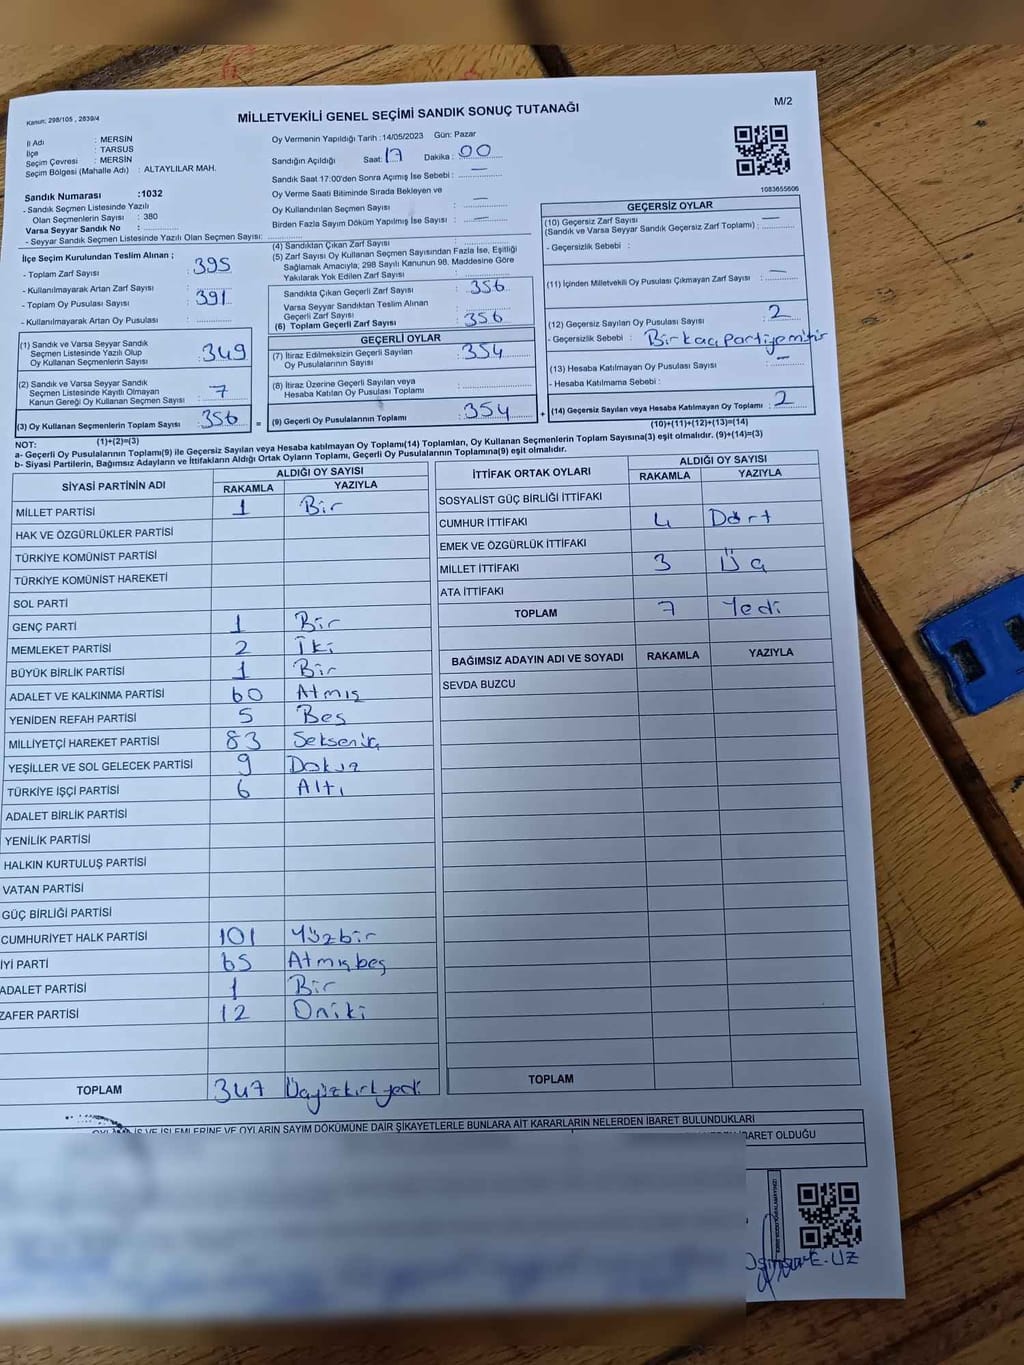 Kanun: 298/105 , 2839/4
MİLLETVEKİLİ GENEL SEÇİMİ SANDIK SONUÇ TUTANAĞI
M/2
İl Adı : MERSİN
İlçe : TARSUS
Seçim Çevresi : MERSİN
Seçim Bölgesi (Mahalle Adı) : ALTAYLILAR MAH.
Sandık Numarası :1032
- Sandık Seçmen Listesinde Yazılı
Olan Seçmenlerin Sayısı : 380
Varsa Seyyar Sandık No :
- Seyyar Sandık Seçmen Listesinde Yazılı Olan Seçmen Sayısı:
Oy Vermenin Yapıldığı Tarih :14/05/2023 Gün: Pazar
Sandığın Açıldığı Saat: 17 Dakika : 00
Sandık Saat 17:00'den Sonra Açılmış İse Sebebi : —
Oy Verme Saati Bitiminde Sırada Bekleyen ve
Oy Kullandırılan Seçmen Sayısı : —
Birden Fazla Sayım Döküm Yapılmış İse Sayısı : —
1083655606
İlçe Seçim Kurulundan Teslim Alınan ;
- Toplam Zarf Sayısı : 395
- Kullanılmayarak Artan Zarf Sayısı :
- Toplam Oy Pusulası Sayısı : 391
- Kullanılmayarak Artan Oy Pusulası :
(1) Sandık ve Varsa Seyyar Sandık
Seçmen Listesinde Yazılı Olup
Oy Kullanan Seçmenlerin Sayısı : 349
(2) Sandık ve Varsa Seyyar Sandık
Seçmen Listesinde Kayıtlı Olmayan
Kanun Gereği Oy Kullanan Seçmen Sayısı : 7
(3) Oy Kullanan Seçmenlerin Toplam Sayısı : 356
(1)+(2)=(3)
(4) Sandıktan Çıkan Zarf Sayısı :
(5) Zarf Sayısı Oy Kullanan Seçmen Sayısından Fazla İse, Eşitliği
Sağlamak Amacıyla; 298 Sayılı Kanunun 98. Maddesine Göre
Yakılarak Yok Edilen Zarf Sayısı :
Sandıkta Çıkan Geçerli Zarf Sayısı : 356
Varsa Seyyar Sandıktan Teslim Alınan
Geçerli Zarf Sayısı :
(6) Toplam Geçerli Zarf Sayısı : 356
GEÇERLİ OYLAR
(7) İtiraz Edilmeksizin Geçerli Sayılan
Oy Pusulalarının Sayısı : 354
(8) İtiraz Üzerine Geçerli Sayılan veya
Hesaba Katılan Oy Pusulası Toplamı :
= (9) Geçerli Oy Pusulalarının Toplamı : 354
GEÇERSİZ OYLAR
(10) Geçersiz Zarf Sayısı
(Sandık ve Varsa Seyyar Sandık Geçersiz Zarf Toplamı) : —
- Geçersizlik Sebebi :
(11) İçinden Milletvekili Oy Pusulası Çıkmayan Zarf Sayısı : —
(12) Geçersiz Sayılan Oy Pusulası Sayısı : 2
- Geçersizlik Sebebi :
(13) Hesaba Katılmayan Oy Pusulası Sayısı : —
- Hesaba Katılmama Sebebi :
+ (14) Geçersiz Sayılan veya Hesaba Katılmayan Oy Toplamı : 2
(10)+(11)+(12)+(13)=(14)
NOT:
a- Geçerli Oy Pusulalarının Toplamı(9) ile Geçersiz Sayılan veya Hesaba katılmayan Oy Toplamı(14) Toplamları, Oy Kullanan Seçmenlerin Toplam Sayısına(3) eşit olmalıdır. (9)+(14)=(3)
b- Siyasi Partilerin, Bağımsız Adayların ve İttifakların Aldığı Ortak Oyların Toplamı, Geçerli Oy Pusulalarının Toplamına(9) eşit olmalıdır.
SİYASİ PARTİNİN ADI
ALDIĞI OY SAYISI
RAKAMLA YAZIYLA
MİLLET PARTİSİ 1 Bir
HAK VE ÖZGÜRLÜKLER PARTİSİ
TÜRKİYE KOMÜNİST PARTİSİ
TÜRKİYE KOMÜNİST HAREKETİ
SOL PARTİ
GENÇ PARTİ 1 Bir
MEMLEKET PARTİSİ 2 İki
BÜYÜK BİRLİK PARTİSİ 1 Bir
ADALET VE KALKINMA PARTİSİ 60 Atmış
YENİDEN REFAH PARTİSİ 5 Beş
MİLLİYETÇİ HAREKET PARTİSİ 83 Seksenüç
YEŞİLLER VE SOL GELECEK PARTİSİ 9 Dokuz
TÜRKİYE İŞÇİ PARTİSİ 6 Altı
ADALET BİRLİK PARTİSİ
YENİLİK PARTİSİ
HALKIN KURTULUŞ PARTİSİ
VATAN PARTİSİ
GÜÇ BİRLİĞİ PARTİSİ
CUMHURİYET HALK PARTİSİ 101 Yüzbir
İYİ PARTİ 65 Atmışbeş
ADALET PARTİSİ 1 Bir
ZAFER PARTİSİ 12 Oniki
TOPLAM 347 Üçyüzkırkyedi
İTTİFAK ORTAK OYLARI
ALDIĞI OY SAYISI
RAKAMLA YAZIYLA
SOSYALİST GÜÇ BİRLİĞİ İTTİFAKI
CUMHUR İTTİFAKI 4 Dört
EMEK VE ÖZGÜRLÜK İTTİFAKI
MİLLET İTTİFAKI 3 Üç
ATA İTTİFAKI
TOPLAM 7 Yedi
BAĞIMSIZ ADAYIN ADI VE SOYADI RAKAMLA YAZIYLA
SEVDA BUZCU
TOPLAM
İŞ VE İŞLEMLERİNE VE OYLARIN SAYIM DÖKÜMÜNE DAİR ŞİKAYETLERLE BUNLARA AİT KARARLARIN NELERDEN İBARET BULUNDUKLARI
İBARET OLDUĞU